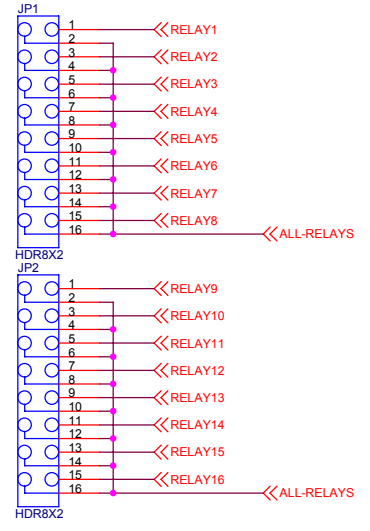 JP1
1
RELAY1
2
3
RELAY2
4
5
RELAY3
6
7
RELAY4
8
9
RELAY5
10
11
RELAY6
12
13
RELAY7
14
15
RELAY8
16
ALL-RELAYS
HDR8X2
JP2
1
RELAY9
2
3
RELAY10
4
5
RELAY11
6
7
RELAY12
8
9
RELAY13
10
11
RELAY14
12
13
RELAY15
14
15
RELAY16
16
ALL-RELAYS
HDR8X2